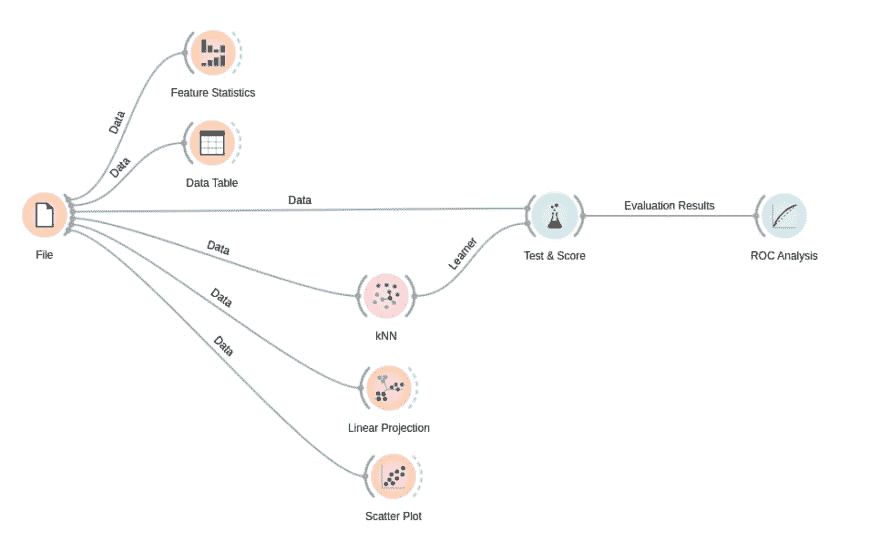 Feature Statistics
Data
Data
Data Table
Data
Evaluation Results
File
Data
Learner
Test & Score
ROC Analysis
Data
kNN
Data
Linear Projection
Scatter Plot